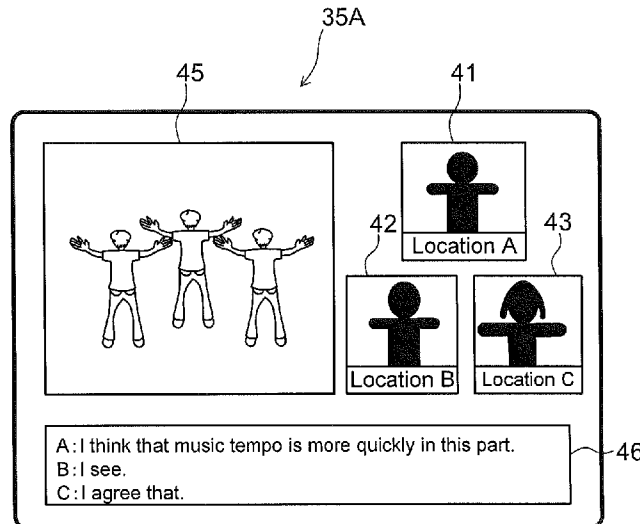 35A
45
41
42
43
Location A
Location B
Location C
A:I think that music tempo is more quickly in this part.
B:I see.
C:I agree that.
46